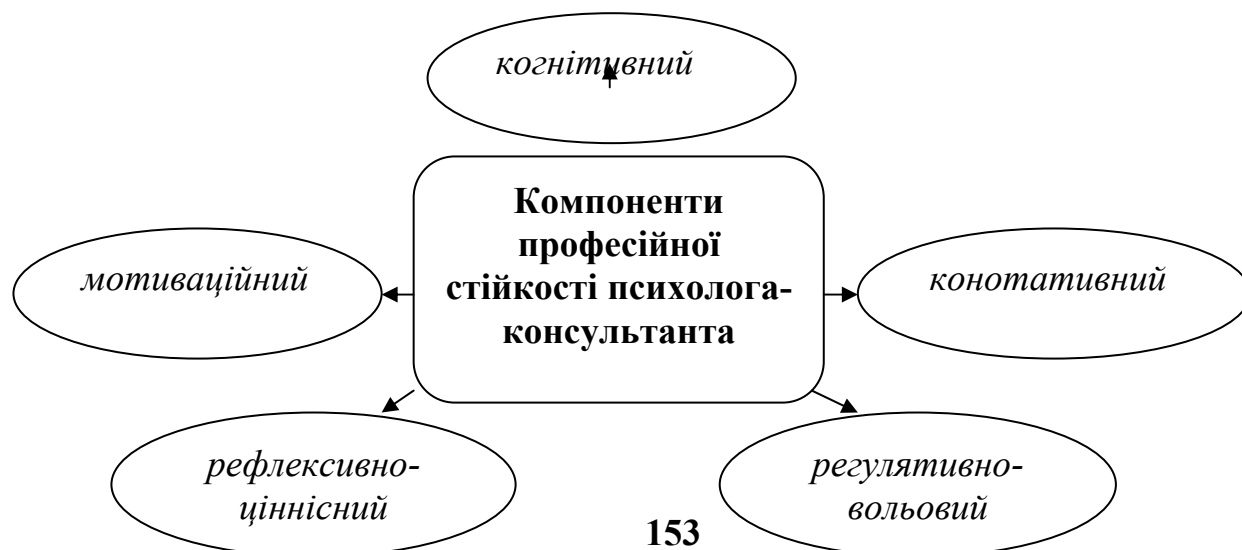 когнітивний
Компоненти
професійної
стійкості психолога-
консультанта
мотиваційний
конотативний
рефлексивно-
ціннісний
регулятивно-
вольовий
153